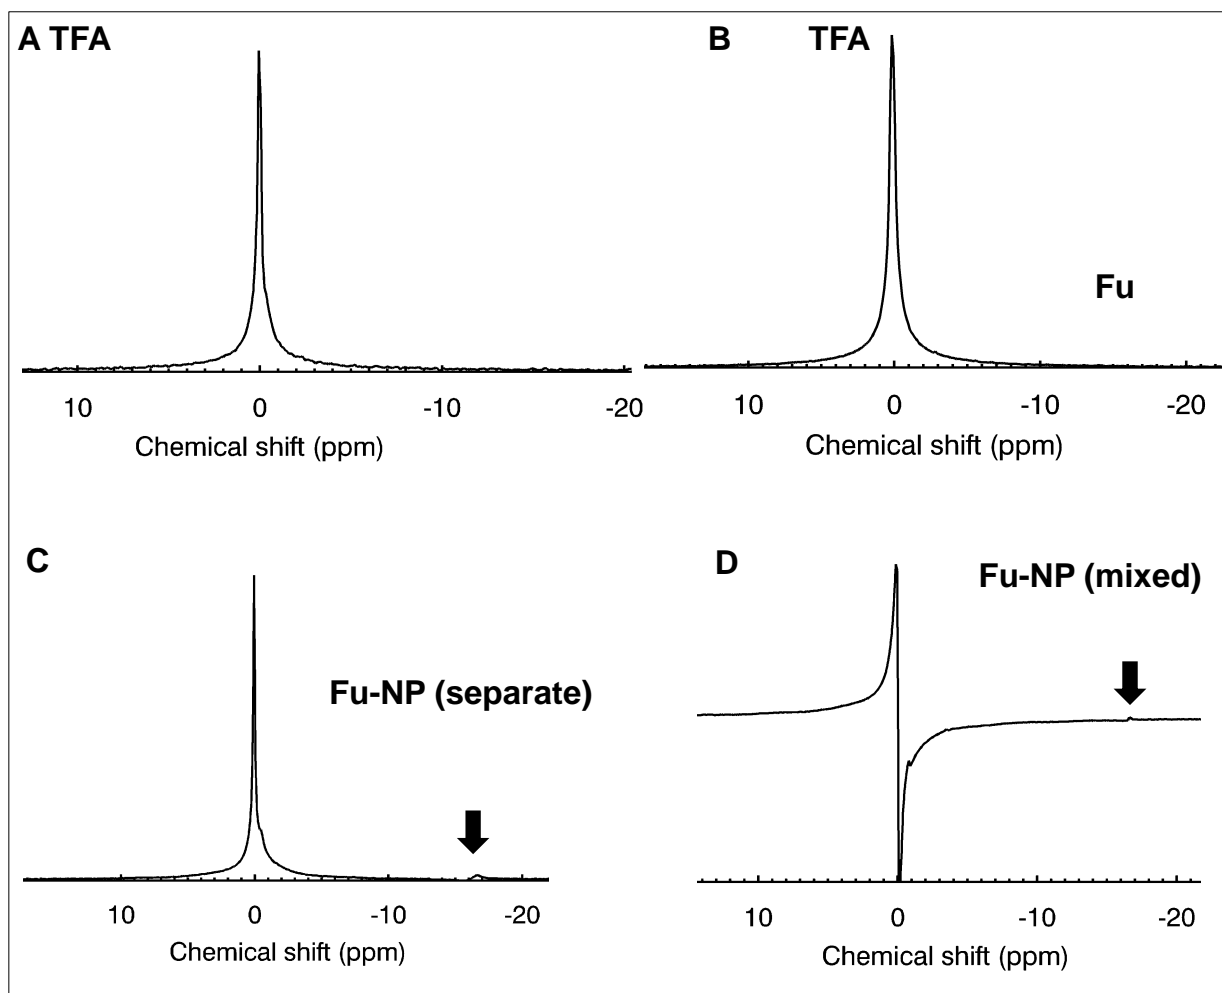 A TFA
B TFA
Fu
10 0 -10 -20
Chemical shift (ppm)
10 0 -10 -20
Chemical shift (ppm)
C
Fu-NP (separate)
10 0 -10 -20
Chemical shift (ppm)
D
Fu-NP (mixed)
10 0 -10 -20
Chemical shift (ppm)